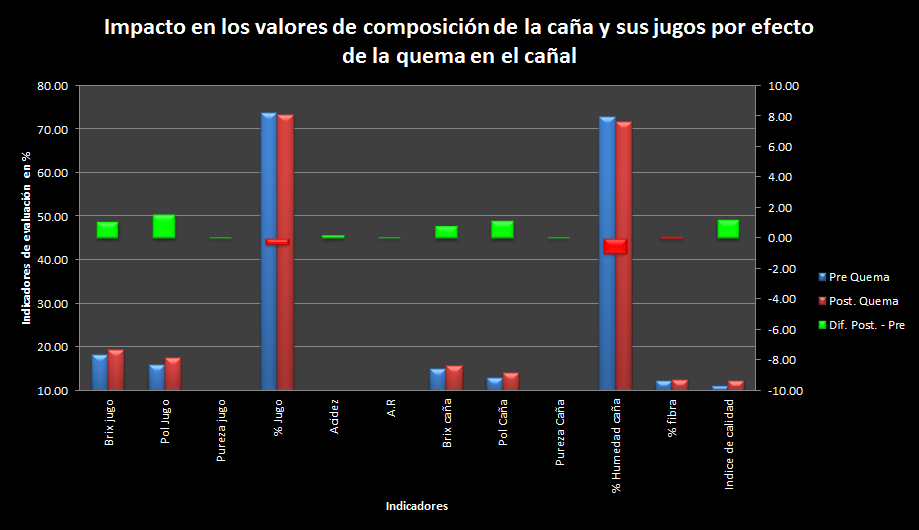 Impacto en los valores de composición de la caña y sus jugos por efecto
de la quema en el cañal
Indicadores de evaluación en %
80.00
70.00
60.00
50.00
40.00
30.00
20.00
10.00
10.00
8.00
6.00
4.00
2.00
0.00
-2.00
-4.00
-6.00
-8.00
-10.00
Pre Quema
Post. Quema
Dif. Post. - Pre
Brix jugo
Pol Jugo
Pureza jugo
% Jugo
Acidez
A.R
Brix caña
Pol Caña
Pureza Caña
% Humedad caña
% fibra
Indice de calidad
Indicadores